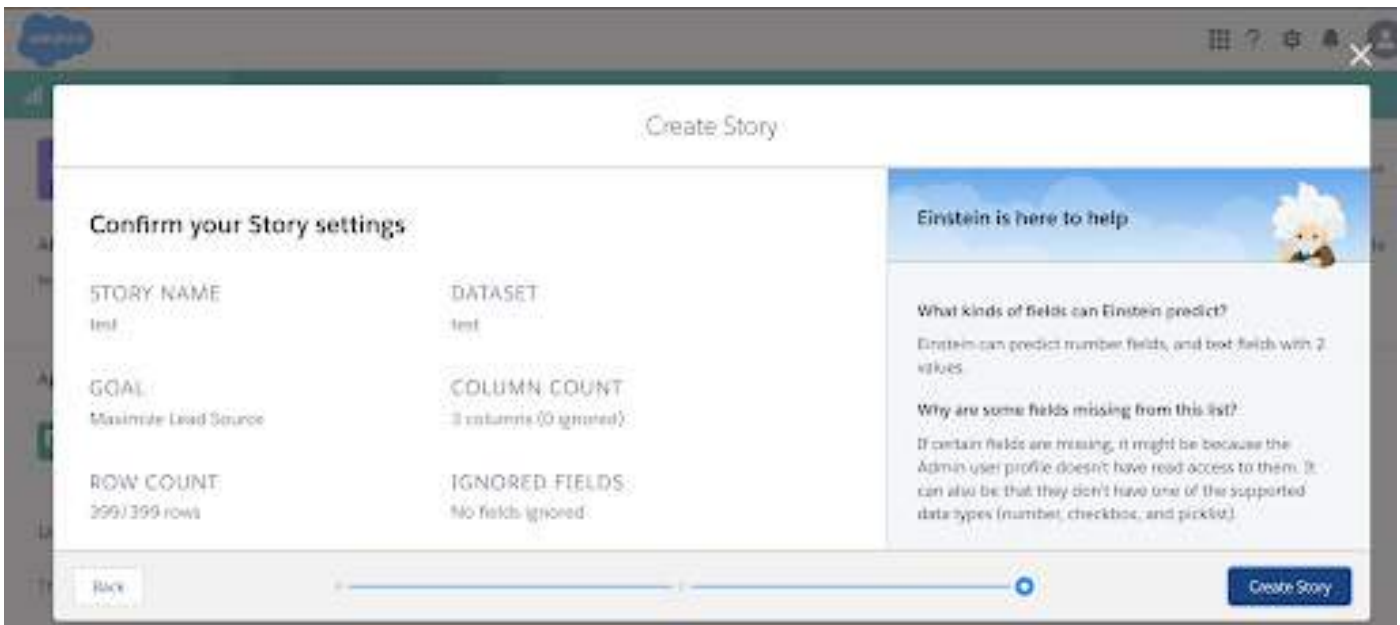 Create Story
Confirm your Story settings
STORY NAME
test
DATASET
test
GOAL
Maximize Lead Source
COLUMN COUNT
3 columns (0 ignored)
ROW COUNT
399/399 rows
IGNORED FIELDS
No fields ignored
Einstein is here to help
What kinds of fields can Einstein predict?
Einstein can predict number fields, and text fields with 2
values.
Why are some fields missing from this list?
If certain fields are missing, it might be because the
Admin user profile doesn't have read access to them. It
can also be that they don't have one of the supported
data types (number, checkbox, and picklist)
Back
Create Story